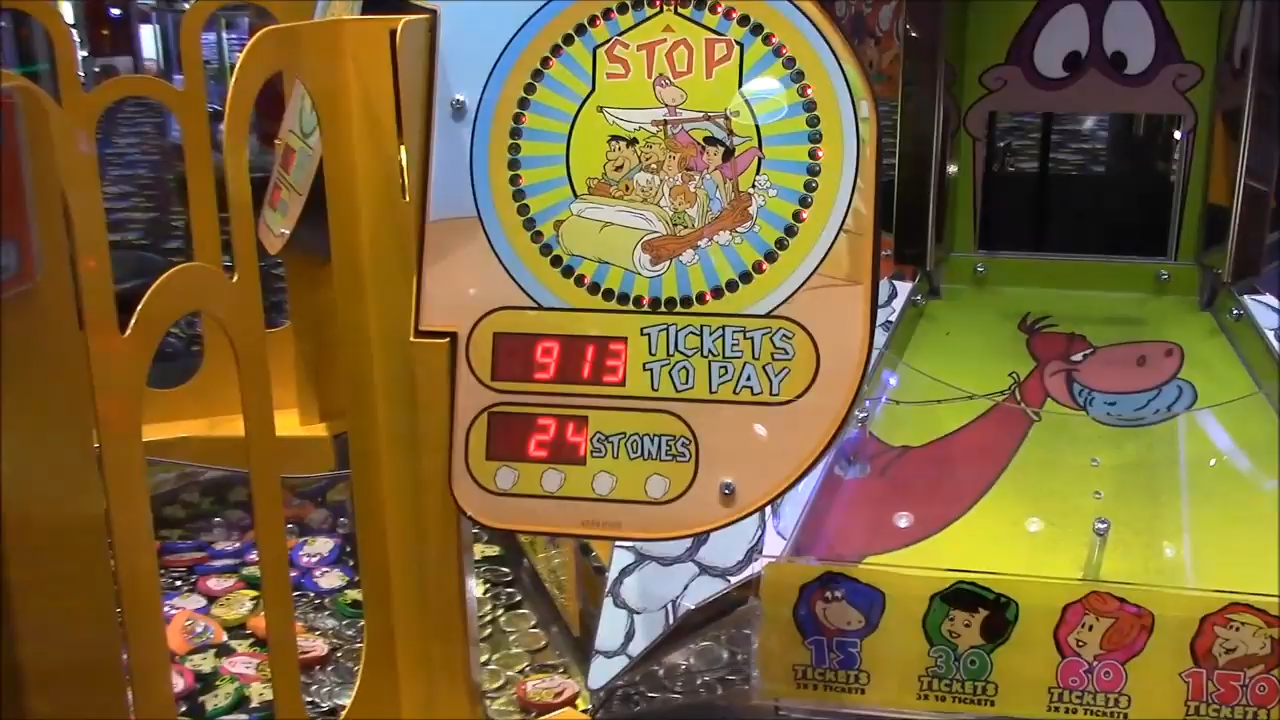 STOP
913 TICKETS
TO PAY
24 STONES
15
TICKETS
3X 5 TICKETS
30
TICKETS
3X 10 TICKETS
60
TICKETS
3X 20 TICKETS
150
TICKETS